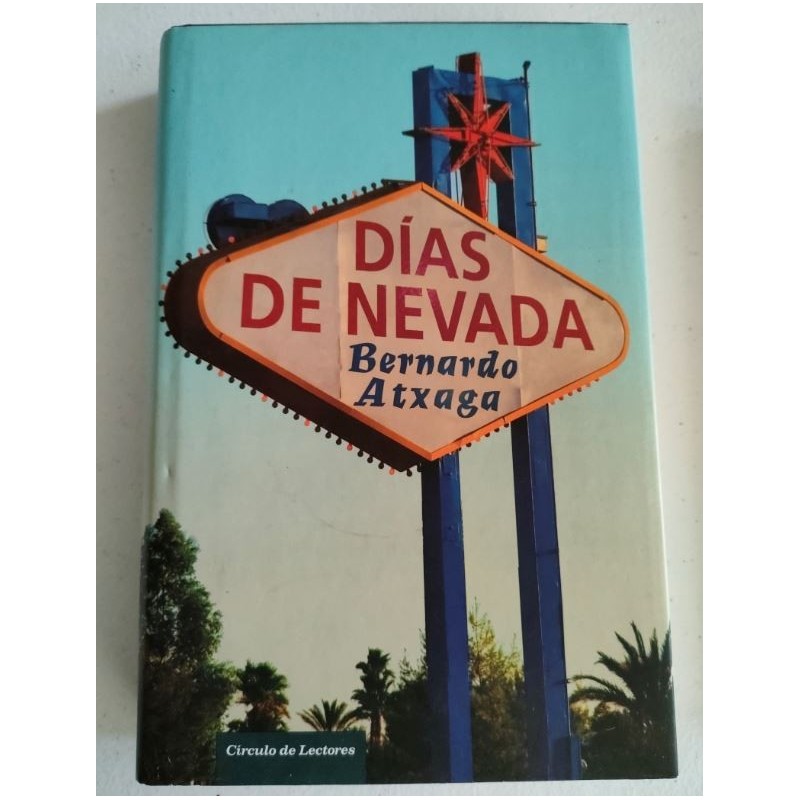 DÍAS
DE NEVADA
Bernardo
Atxaga
Círculo de Lectores